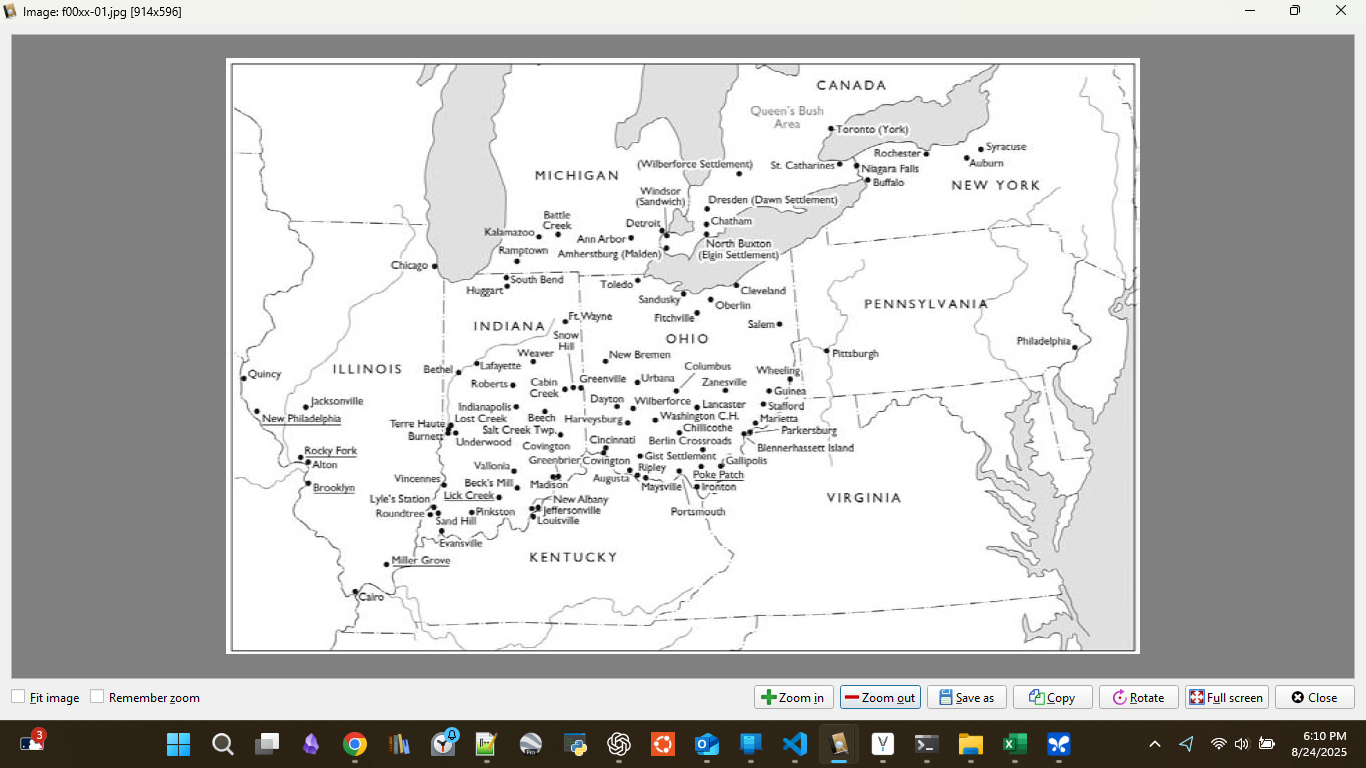 Image: f00xx-01.jpg [914x596]
CANADA
Queen's Bush
Area
Toronto (York)
Rochester
Syracuse
Auburn
(Wilberforce Settlement)
St. Catharines
Niagara Falls
Buffalo
NEW YORK
MICHIGAN
Windsor
(Sandwich)
Dresden (Dawn Settlement)
Battle
Creek
Detroit
Chatham
Kalamazoo
Ann Arbor
North Buxton
(Elgin Settlement)
Ramptown
Amherstburg (Malden)
Chicago
South Bend
Huggart
Toledo
Cleveland
Sandusky
Oberlin
Fitchville
Salem
PENNSYLVANIA
Ft. Wayne
INDIANA
Snow
Hill
OHIO
Philadelphia
Pittsburgh
Weaver
New Bremen
ILLINOIS
Bethel
Lafayette
Columbus
Wheeling
Quincy
Roberts
Cabin
Creek
Greenville
Urbana
Zanesville
Guinea
Jacksonville
Dayton
Wilberforce
Lancaster
Stafford
New Philadelphia
Indianapolis
Beech
Harveysburg
Washington C.H.
Marietta
Terre Haute
Lost Creek
Salt Creek Twp.
Chillicothe
Parkersburg
Burnett
Underwood
Covington
Cincinnati
Berlin Crossroads
Blennerhassett Island
Rocky Fork
Alton
Greenbrier
Covington
Gist Settlement
Gallipolis
Vallonia
Ripley
Poke Patch
Vincennes
Beck's Mill
Madison
Augusta
Maysville
Ironton
Brooklyn
Lick Creek
Lyle's Station
New Albany
Roundtree
Pinkston
Jeffersonville
Portsmouth
Sand Hill
Louisville
VIRGINIA
Evansville
KENTUCKY
Miller Grove
Cairo
Fit image
Remember zoom
Zoom in
Zoom out
Save as
Copy
Rotate
Full screen
Close
3
6:10 PM
8/24/2025